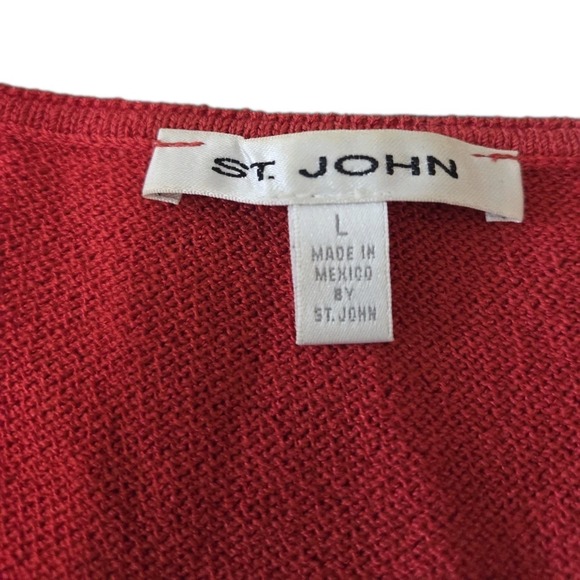 ST. JOHN
L
MADE IN
MEXICO
BY
ST. JOHN